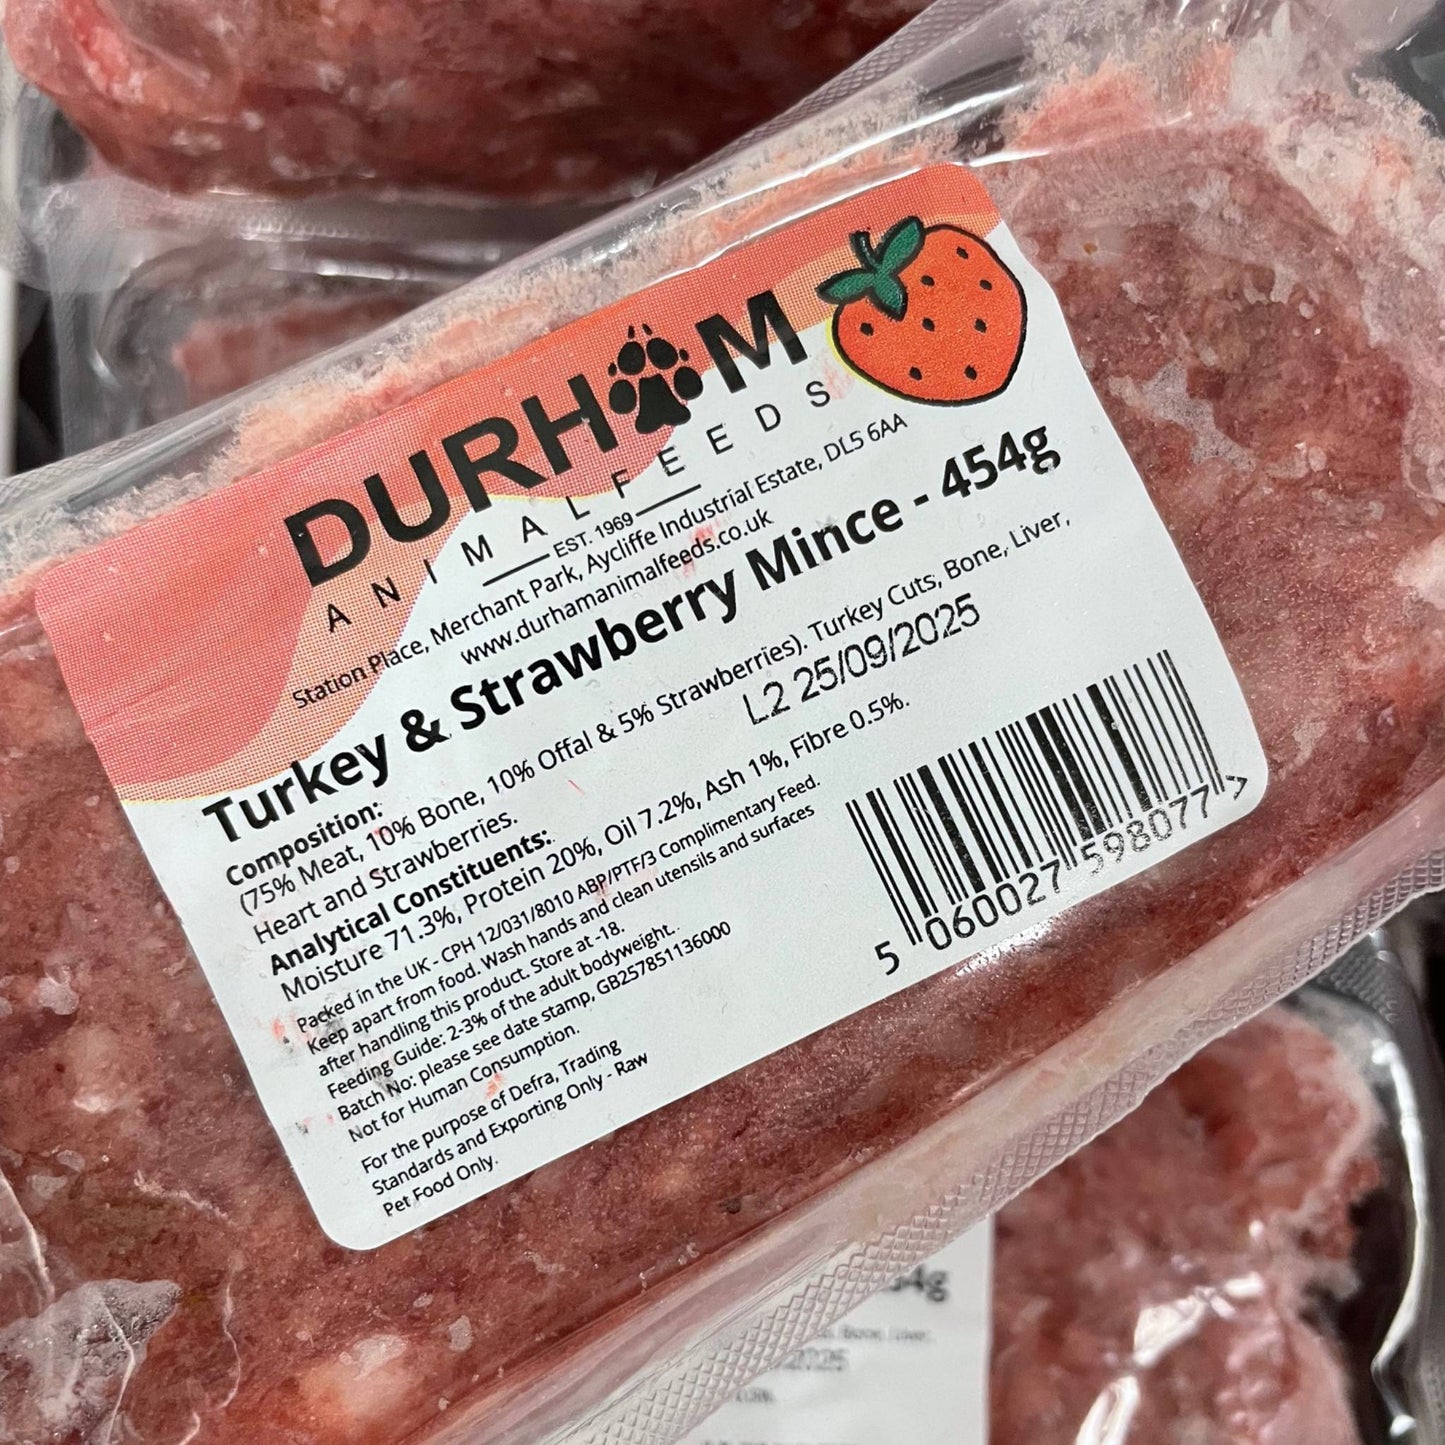 DURHAM
ANIMAL FEEDS
EST. 1969
Station Place, Merchant Park, Aycliffe Industrial Estate, DL5 6AA
www.durhamanimalfeeds.co.uk
Turkey & Strawberry Mince - 454g
Composition:
(75% Meat, 10% Bone, 10% Offal & 5% Strawberries). Turkey Cuts, Bone, Liver,
Heart and Strawberries.
L2 25/09/2025
Analytical Constituents:
Moisture 71.3%, Protein 20%, Oil 7.2%, Ash 1%, Fibre 0.5%.
Packed in the UK - CPH 12/031/8010 ABP/PTF/3 Complimentary Feed.
Keep apart from food. Wash hands and clean utensils and surfaces
after handling this product. Store at -18.
Feeding Guide: 2-3% of the adult bodyweight.
Batch No: please see date stamp, GB257851136000
Not for Human Consumption.
For the purpose of Defra, Trading
Standards and Exporting Only - Raw
Pet Food Only.
5 060027 598077 >